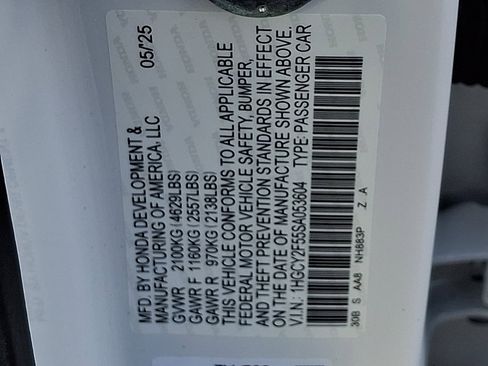 MFD. BY HONDA DEVELOPMENT & 05/'25
MANUFACTURING OF AMERICA, LLC
GVWR 2100KG (4629LBS)
GAWR F 1160KG (2557LBS)
GAWR R 970KG (2138LBS)
THIS VEHICLE CONFORMS TO ALL APPLICABLE
FEDERAL MOTOR VEHICLE SAFETY, BUMPER,
AND THEFT PREVENTION STANDARDS IN EFFECT
ON THE DATE OF MANUFACTURE SHOWN ABOVE.
V.I.N.: 1HGCY2F55SA053604 TYPE: PASSENGER CAR
30B S AA8 NH883P Z A